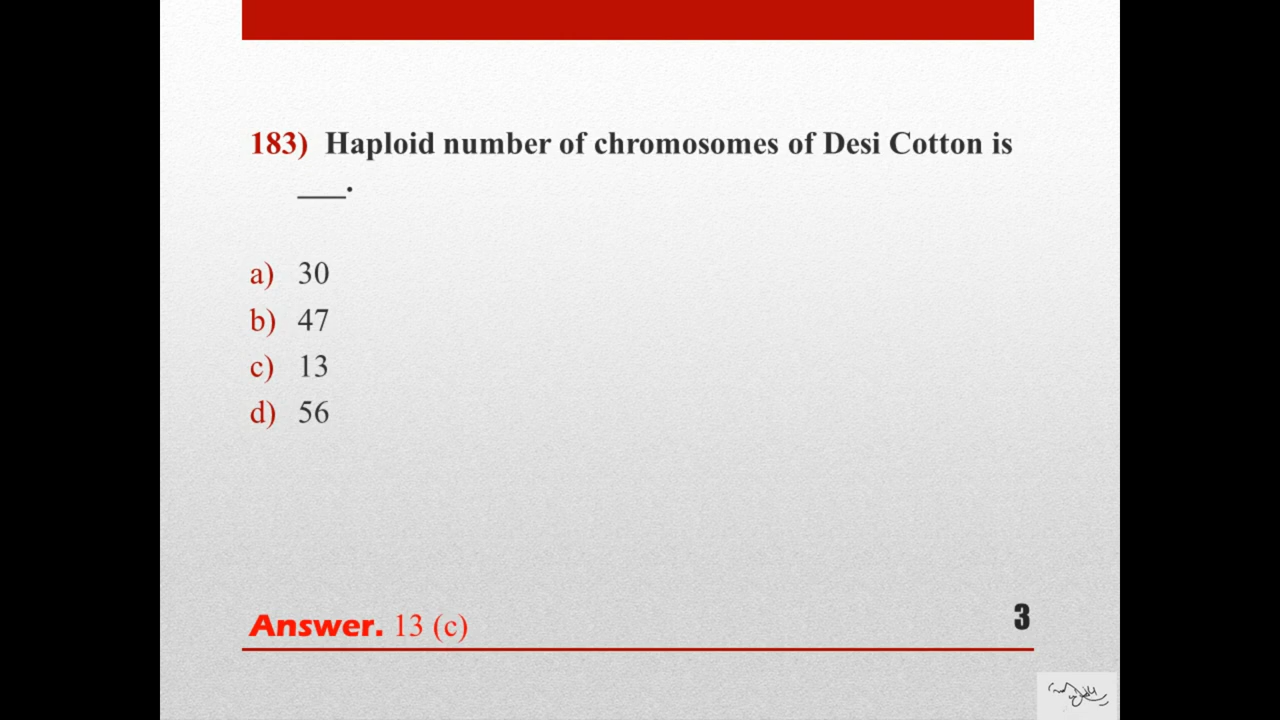 183) Haploid number of chromosomes of Desi Cotton is
___.
a) 30
b) 47
c) 13
d) 56
Answer. 13 (c)
3